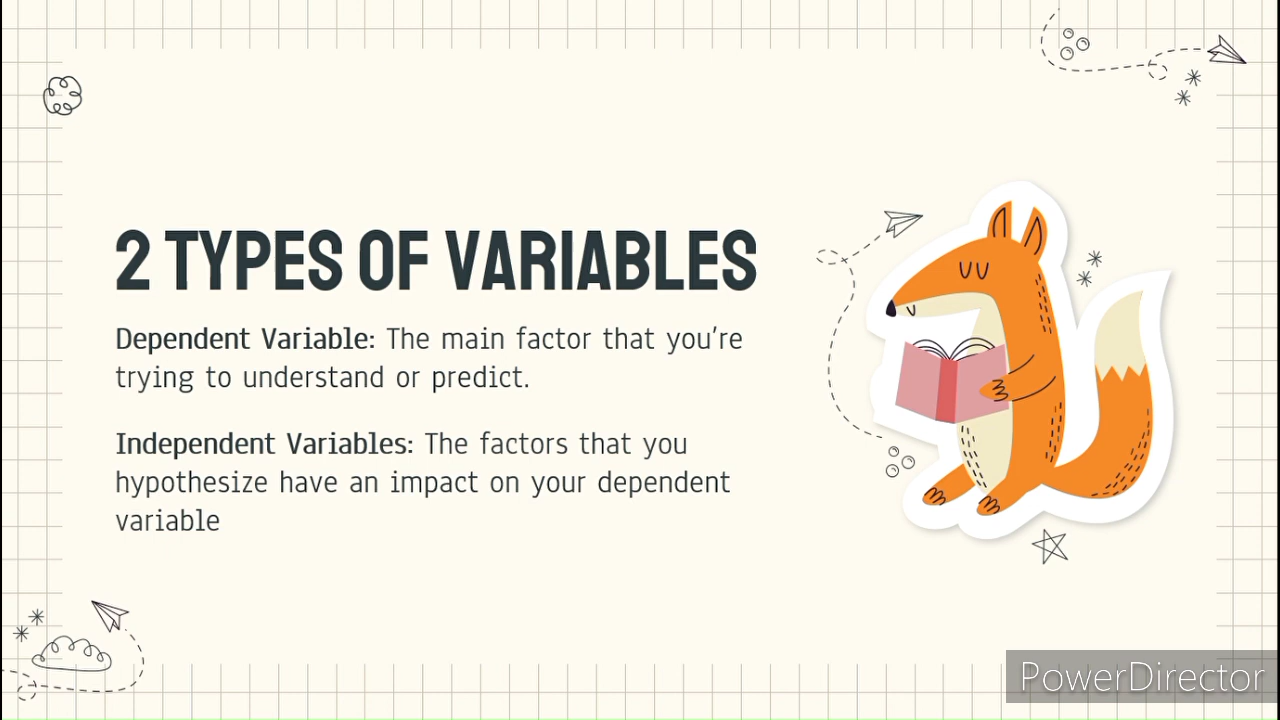 2 TYPES OF VARIABLES
Dependent Variable: The main factor that you're
trying to understand or predict.
Independent Variables: The factors that you
hypothesize have an impact on your dependent
variable
PowerDirector